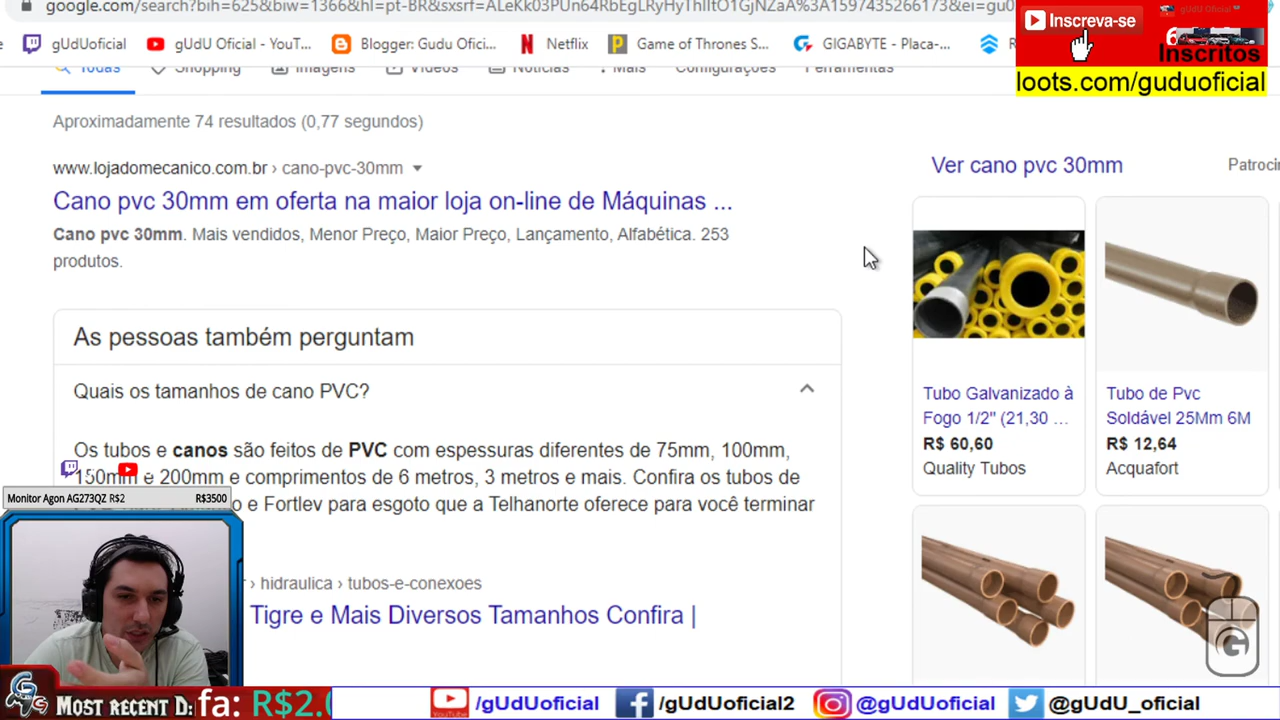 google.com/search?bih=625&biw=1366&hl=pt-BR&sxsrf=ALeKk03PUn64RbEgLRyHyThIltO1GjNZaA%3A1597435266173&ei=gu0
gUdUoficial
gUdU Oficial - YouT...
Blogger: Gudu Ofici...
Netflix
Game of Thrones S...
GIGABYTE - Placa-...
Inscreva-se
Inscritos
loots.com/guduoficial
Todas
Shopping
Imagens
Vídeos
Notícias
Mais
Configurações
Ferramentas
Aproximadamente 74 resultados (0,77 segundos)
www.lojadomecanico.com.br › cano-pvc-30mm
Cano pvc 30mm em oferta na maior loja on-line de Máquinas ...
Cano pvc 30mm. Mais vendidos, Menor Preço, Maior Preço, Lançamento, Alfabética. 253
produtos.
As pessoas também perguntam
Quais os tamanhos de cano PVC?
Os tubos e canos são feitos de PVC com espessuras diferentes de 75mm, 100mm,
150mm e 200mm e comprimentos de 6 metros, 3 metros e mais. Confira os tubos de
o e Fortlev para esgoto que a Telhanorte oferece para você terminar
› hidraulica › tubos-e-conexoes
Tigre e Mais Diversos Tamanhos Confira |
Ver cano pvc 30mm
Patroci
Tubo Galvanizado à
Fogo 1/2" (21,30 ...
R$ 60,60
Quality Tubos
Tubo de Pvc
Soldável 25Mm 6M
R$ 12,64
Acquafort
Monitor Agon AG273QZ R$2
R$3500
Most recent D:
fa: R$2.
/gUdUoficial
/gUdUoficial2
@gUdUoficial
@gUdU_oficial